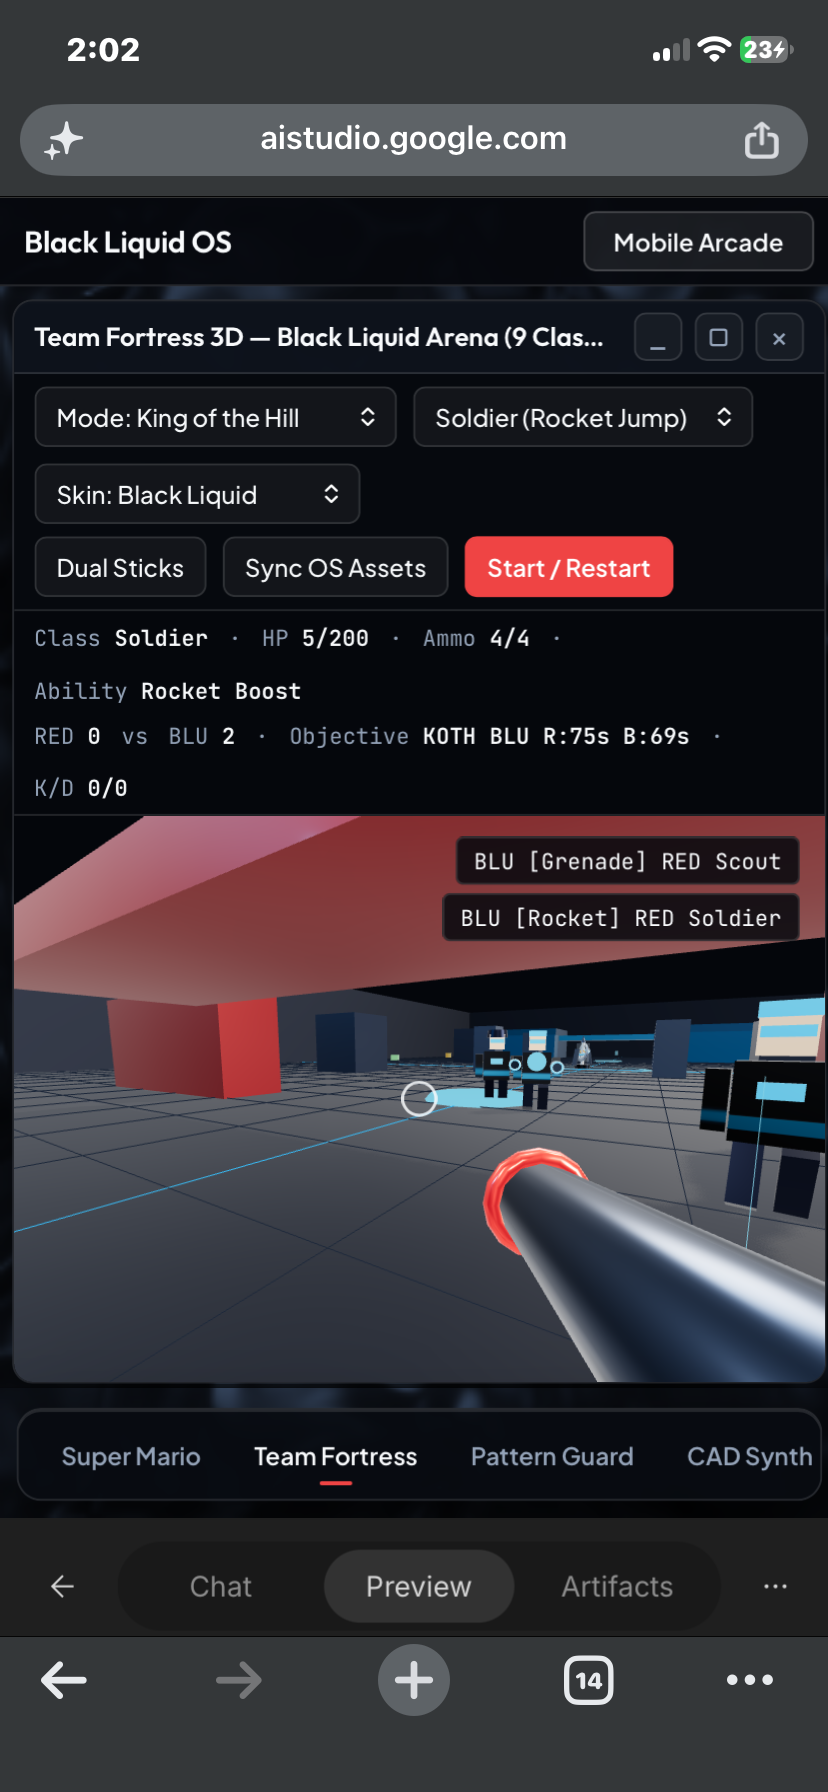 2:02
23
aistudio.google.com
Black Liquid OS
Mobile Arcade
Team Fortress 3D — Black Liquid Arena (9 Clas...
Mode: King of the Hill
Soldier (Rocket Jump)
Skin: Black Liquid
Dual Sticks
Sync OS Assets
Start / Restart
Class Soldier · HP 5/200 · Ammo 4/4 ·
Ability Rocket Boost
RED 0 vs BLU 2 · Objective KOTH BLU R:75s B:69s ·
K/D 0/0
BLU [Grenade] RED Scout
BLU [Rocket] RED Soldier
Super Mario
Team Fortress
Pattern Guard
CAD Synth
Chat
Preview
Artifacts
14